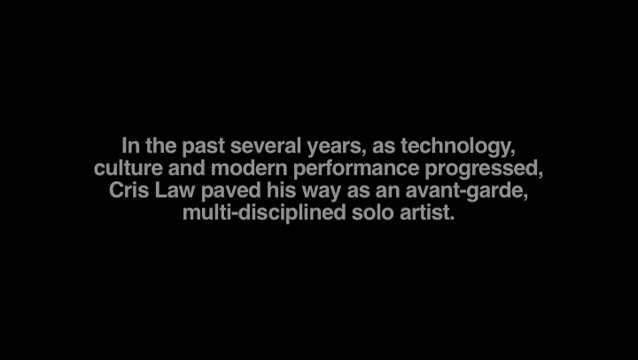 In the past several years, as technology,
culture and modern performance progressed,
Cris Law paved his way as an avant-garde,
multi-disciplined solo artist.